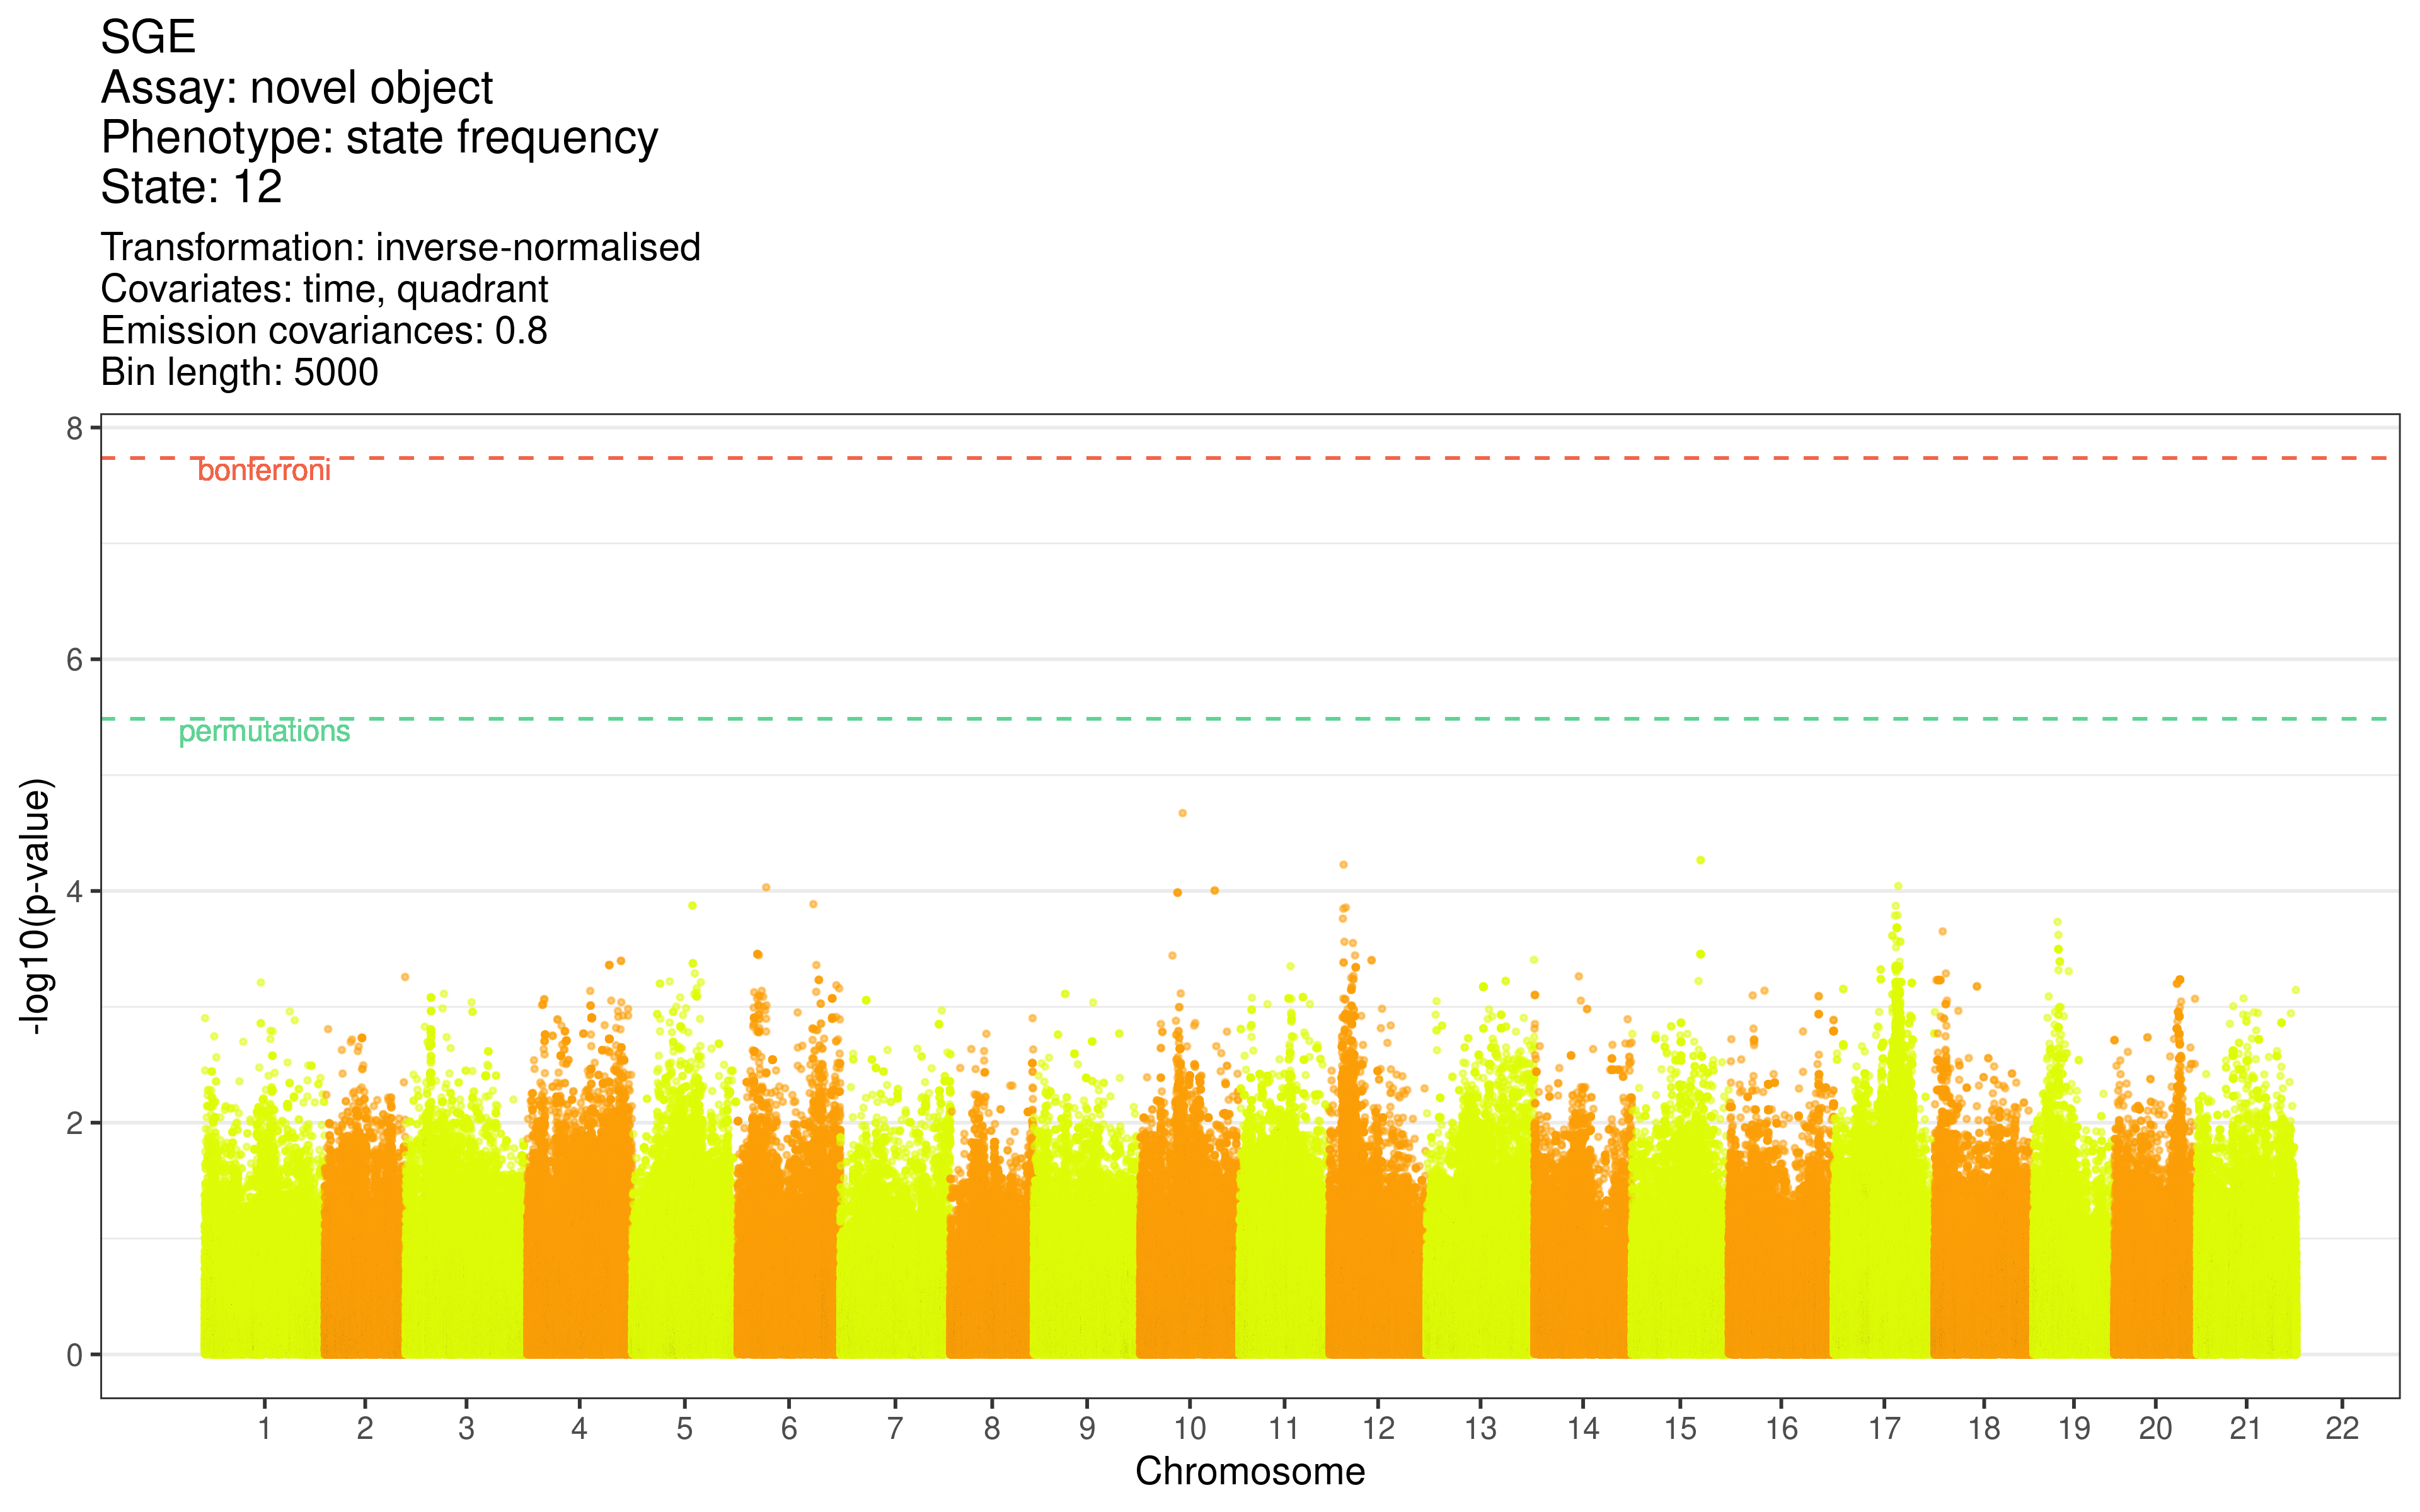 SGE
Assay: novel object
Phenotype: state frequency
State: 12
Transformation: inverse-normalised
Covariates: time, quadrant
Emission covariances: 0.8
Bin length: 5000
8
bonferroni
6
permutations
4
2
0
-log10(p-value)
1 2 3 4 5 6 7 8 9 10 11 12 13 14 15 16 17 18 19 20 21 22
Chromosome